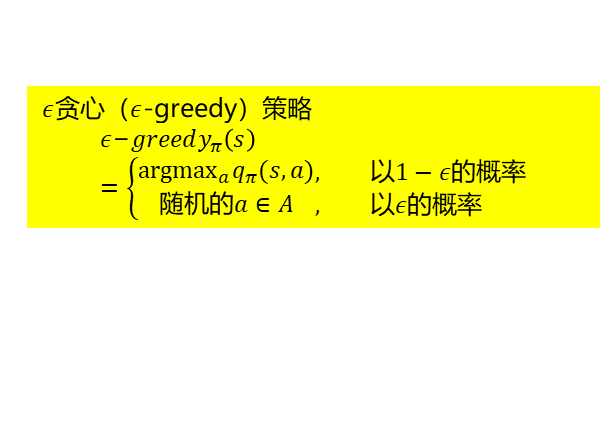 ϵ贪心（ϵ-greedy）策略
ϵ−greedy_π(s)
= { argmax_a q_π(s, a), 以1 − ϵ的概率
随机的a ∈ A , 以ϵ的概率